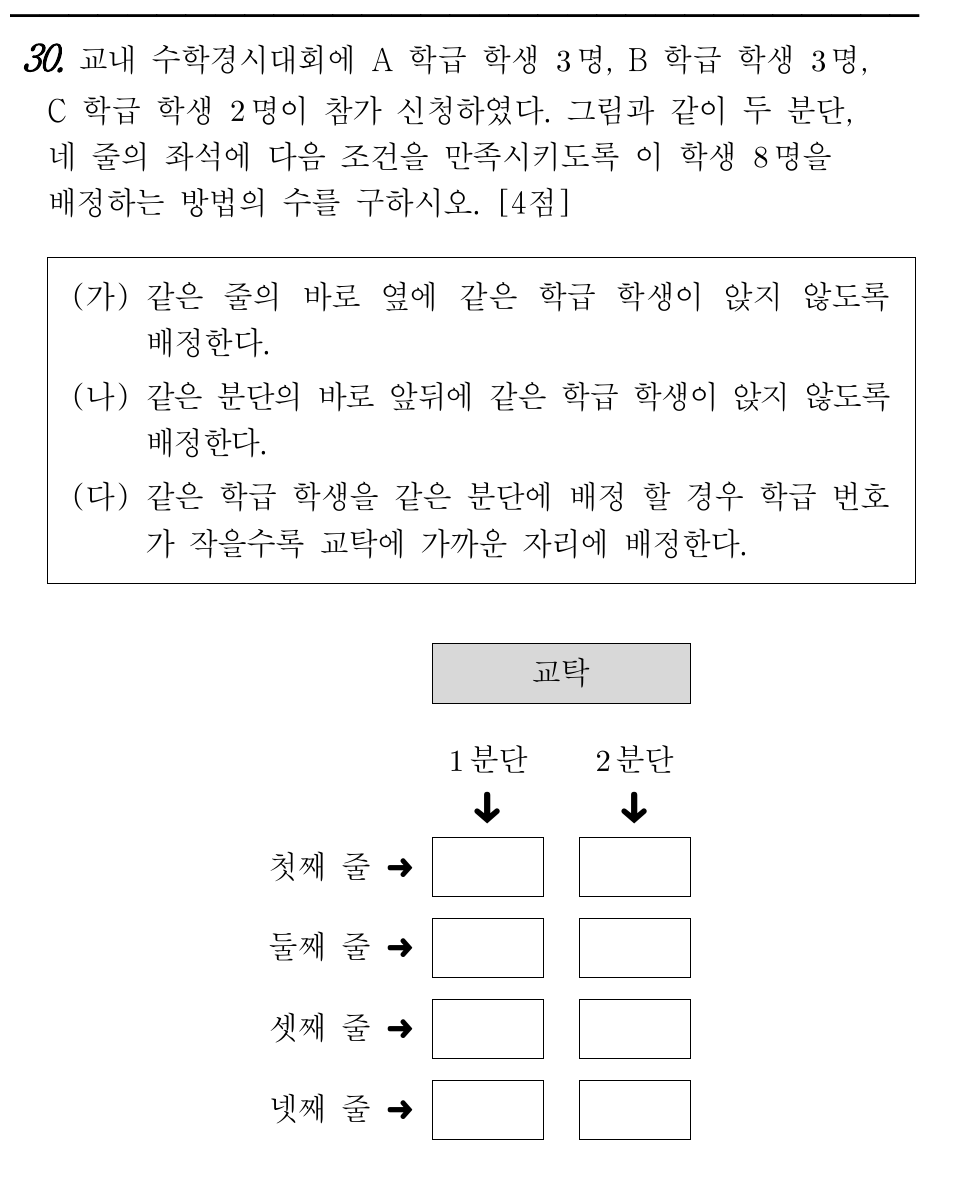 30. 교내 수학경시대회에 A 학급 학생 3명, B 학급 학생 3명,
C 학급 학생 2명이 참가 신청하였다. 그림과 같이 두 분단,
네 줄의 좌석에 다음 조건을 만족시키도록 이 학생 8명을
배정하는 방법의 수를 구하시오. [4점]
(가) 같은 줄의 바로 옆에 같은 학급 학생이 앉지 않도록
배정한다.
(나) 같은 분단의 바로 앞뒤에 같은 학급 학생이 앉지 않도록
배정한다.
(다) 같은 학급 학생을 같은 분단에 배정 할 경우 학급 번호
가 작을수록 교탁에 가까운 자리에 배정한다.
교탁
1분단 2분단
첫째 줄
둘째 줄
셋째 줄
넷째 줄